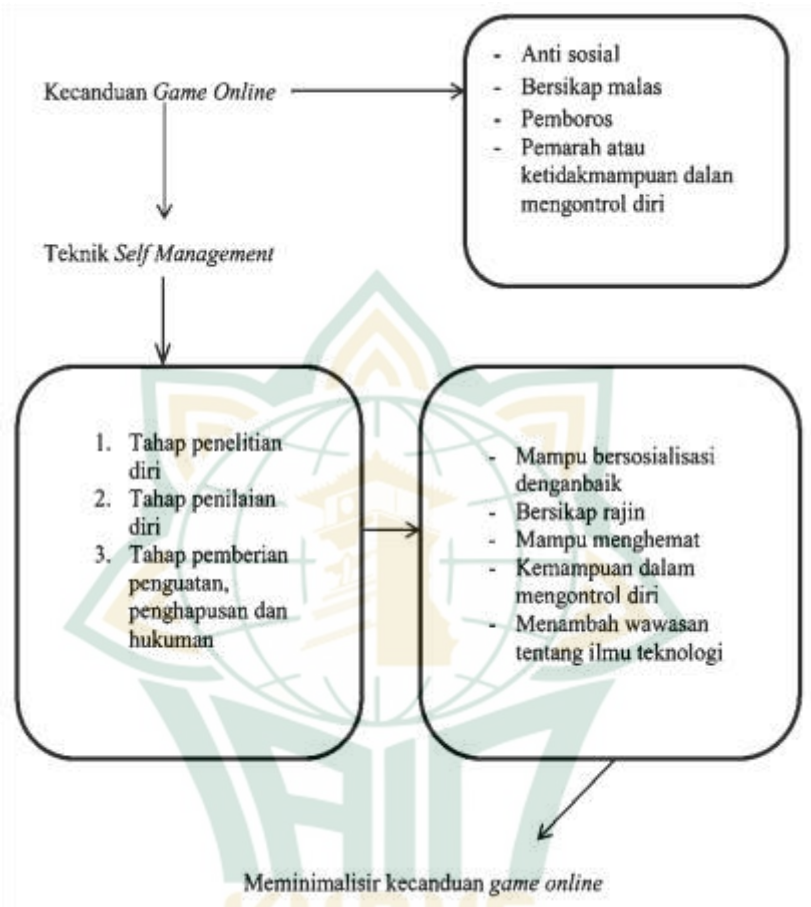 Kecanduan Game Online
- Anti sosial
- Bersikap malas
- Pemboros
- Pemarah atau
ketidakmampuan dalan
mengontrol diri
Teknik Self Management
1. Tahap penelitian
diri
2. Tahap penilaian
diri
3. Tahap pemberian
penguatan,
penghapusan dan
hukuman
- Mampu bersosialisasi
denganbaik
- Bersikap rajin
- Mampu menghemat
- Kemampuan dalam
mengontrol diri
- Menambah wawasan
tentang ilmu teknologi
Meminimalisir kecanduan game online